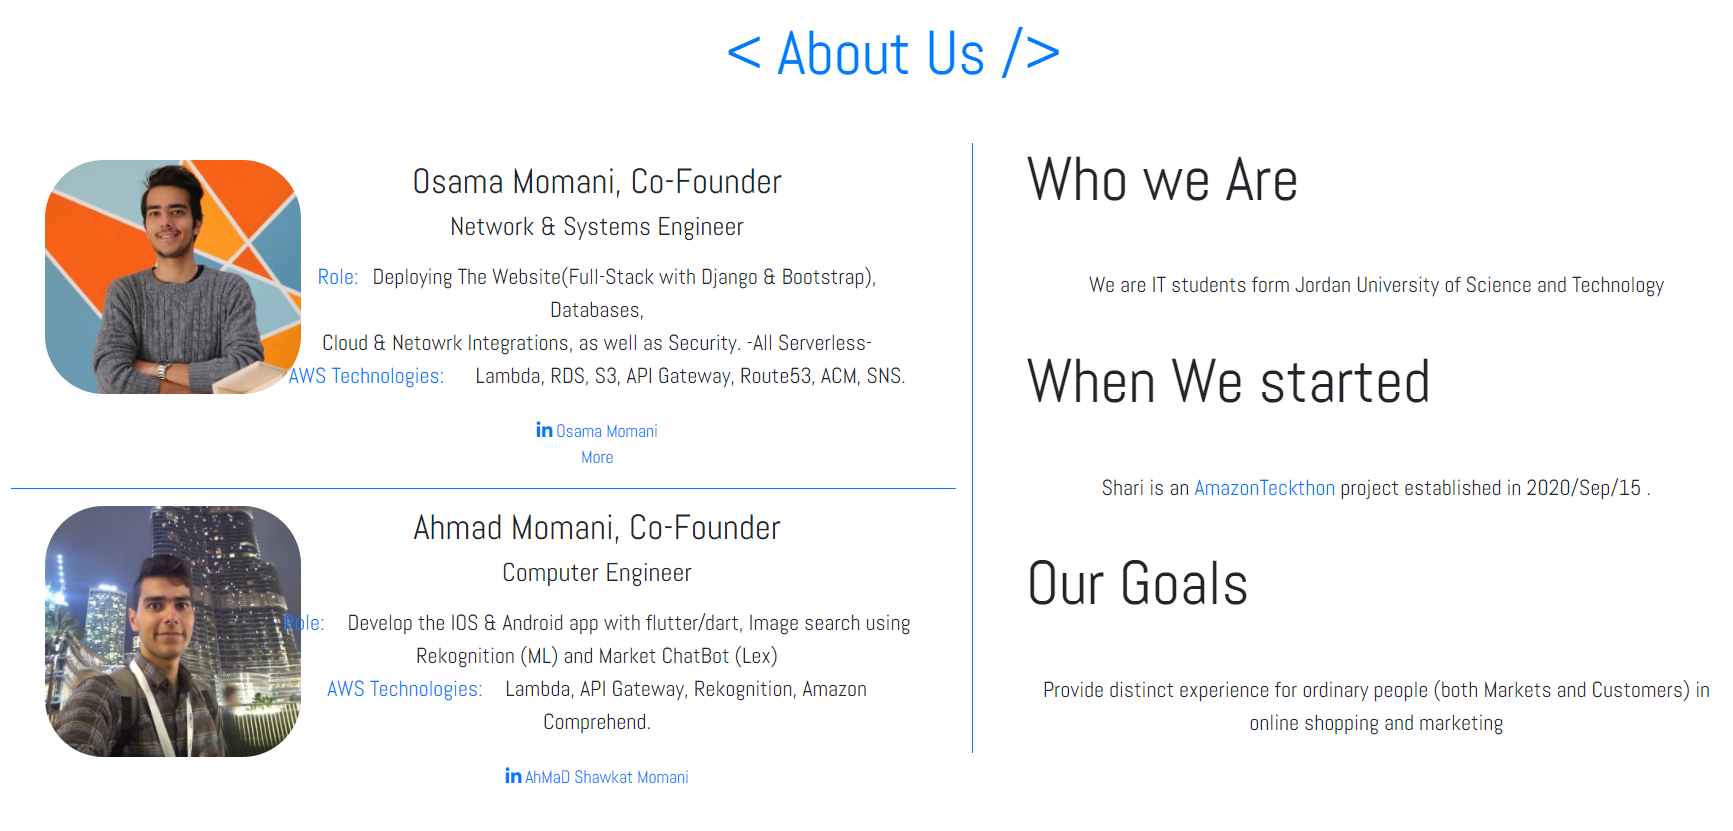 < About Us />
Osama Momani, Co-Founder
Network & Systems Engineer
Role: Deploying The Website(Full-Stack with Django & Bootstrap),
Databases,
Cloud & Netowrk Integrations, as well as Security. -All Serverless-
AWS Technologies: Lambda, RDS, S3, API Gateway, Route53, ACM, SNS.
in Osama Momani
More
Ahmad Momani, Co-Founder
Computer Engineer
Role: Develop the IOS & Android app with flutter/dart, Image search using
Rekognition (ML) and Market ChatBot (Lex)
AWS Technologies: Lambda, API Gateway, Rekognition, Amazon
Comprehend.
in AhMaD Shawkat Momani
Who we Are
We are IT students form Jordan University of Science and Technology
When We started
Shari is an AmazonTeckthon project established in 2020/Sep/15 .
Our Goals
Provide distinct experience for ordinary people (both Markets and Customers) in
online shopping and marketing